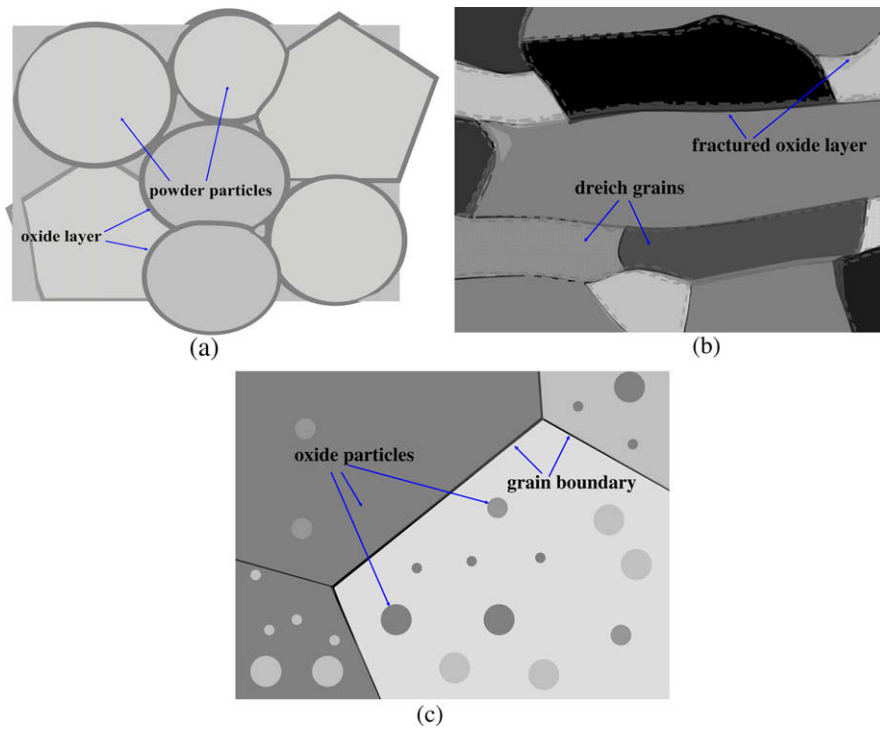 powder particles
oxide layer
(a)
fractured oxide layer
dreich grains
(b)
oxide particles
grain boundary
(c)